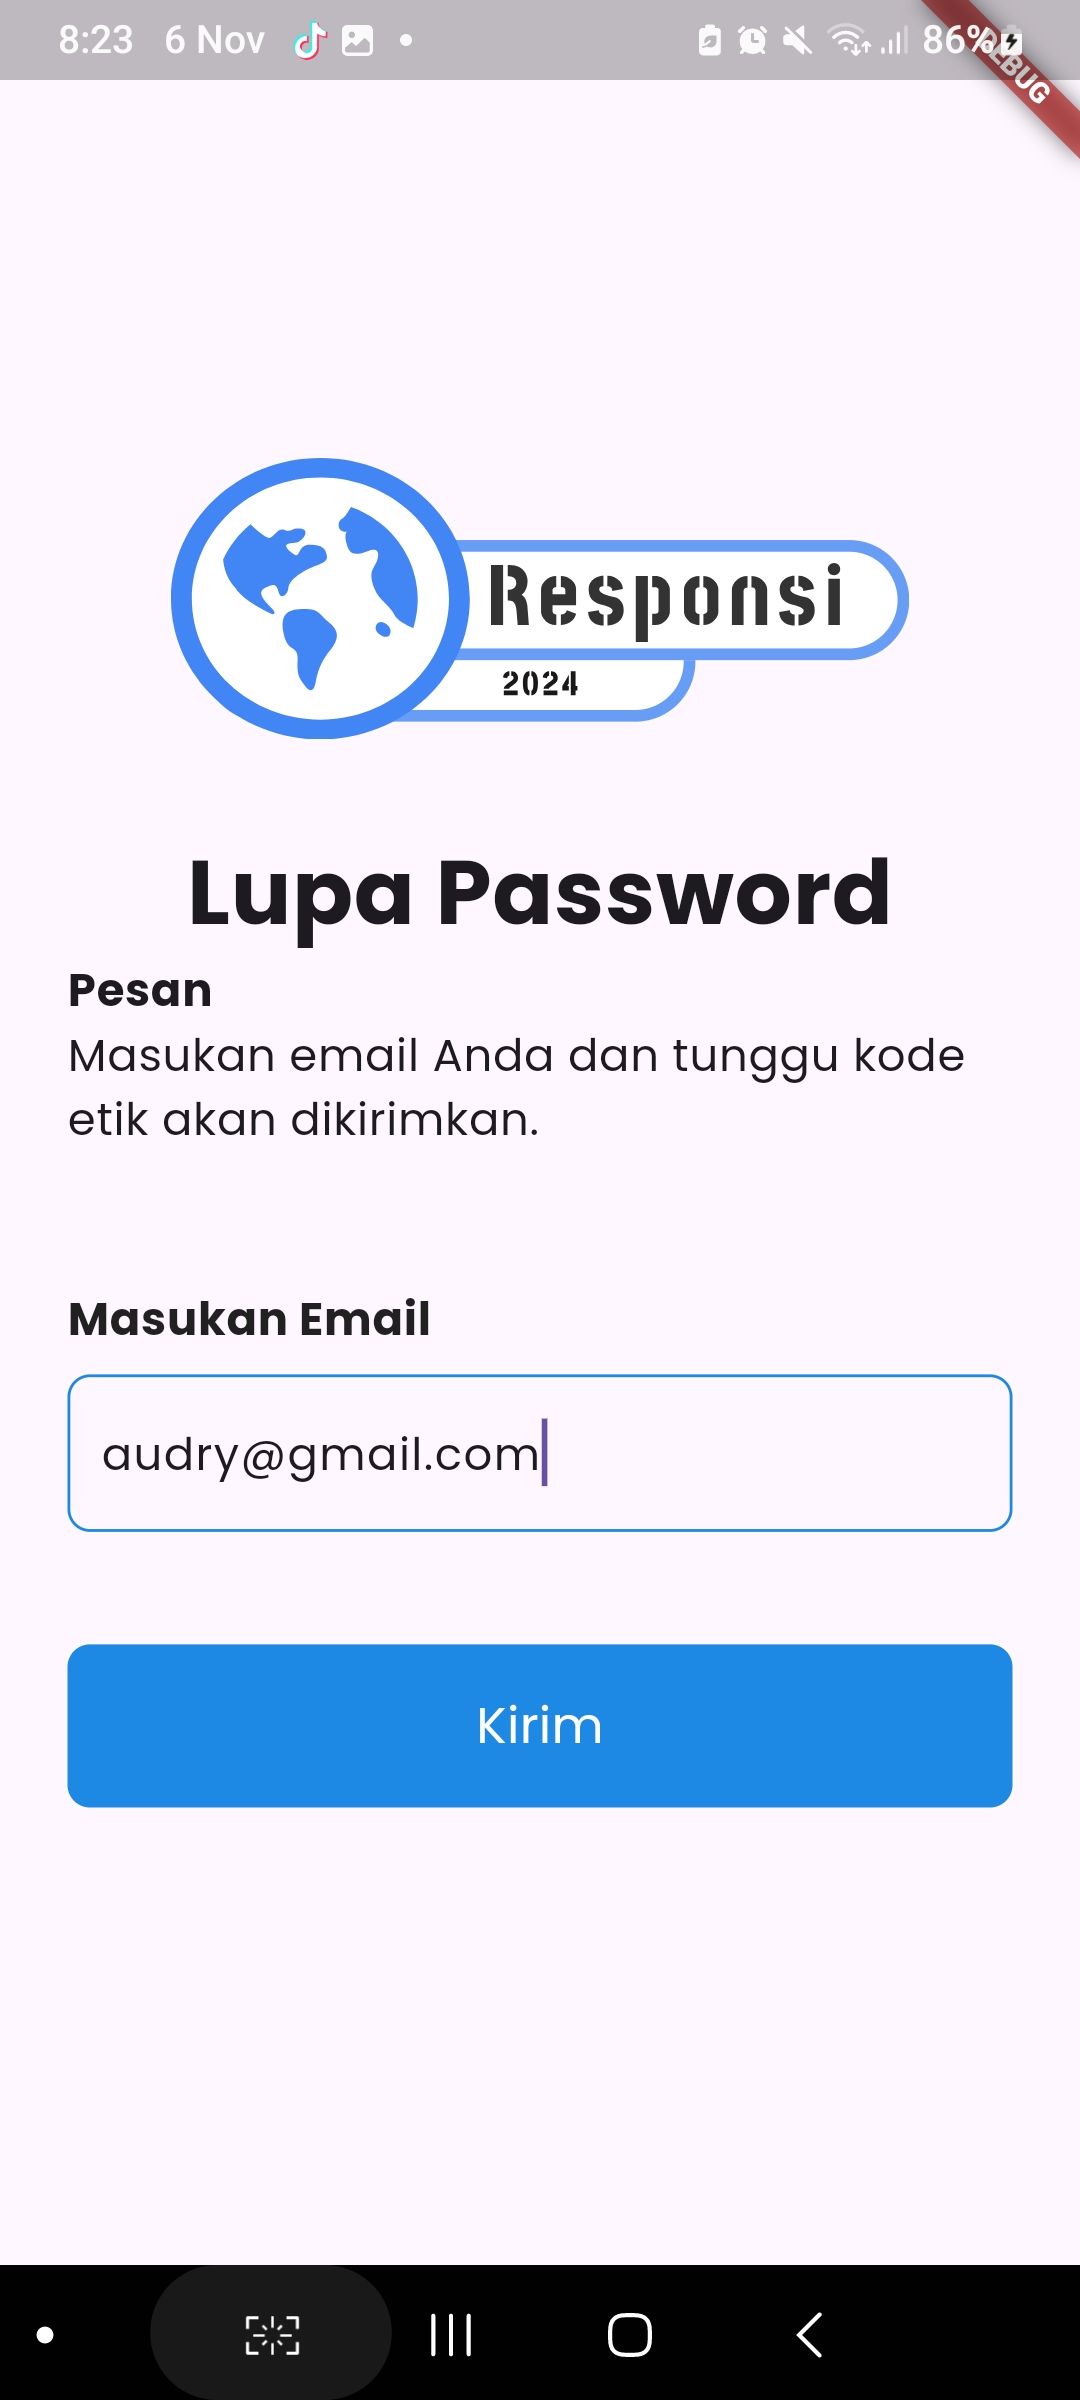 8:23 6 Nov 86%
DEBUG
Responsi
2024
Lupa Password
Pesan
Masukan email Anda dan tunggu kode
etik akan dikirimkan.
Masukan Email
audry@gmail.com
Kirim